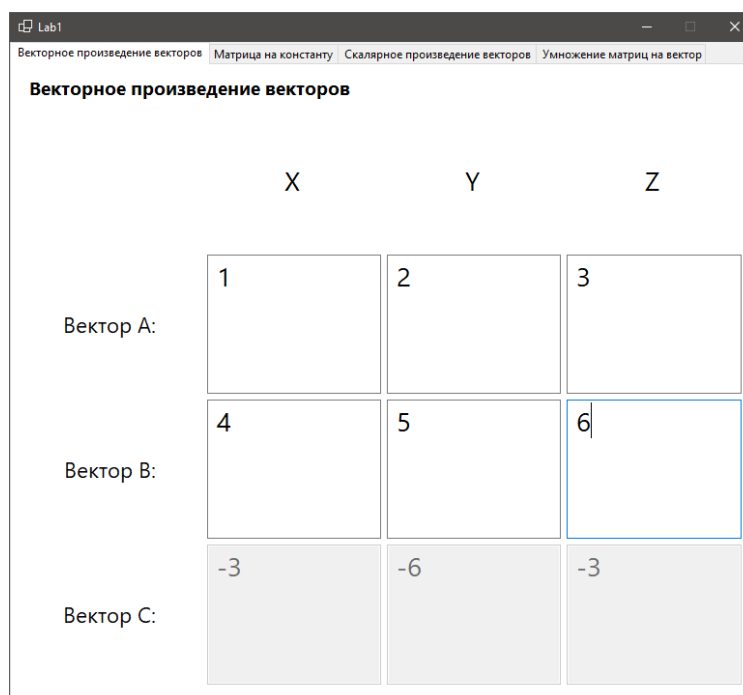 Lab1
Векторное произведение векторов Матрица на константу Скалярное произведение векторов Умножение матриц на вектор
Векторное произведение векторов
X Y Z
Вектор A: 1 2 3
Вектор B: 4 5 6
Вектор C: -3 -6 -3